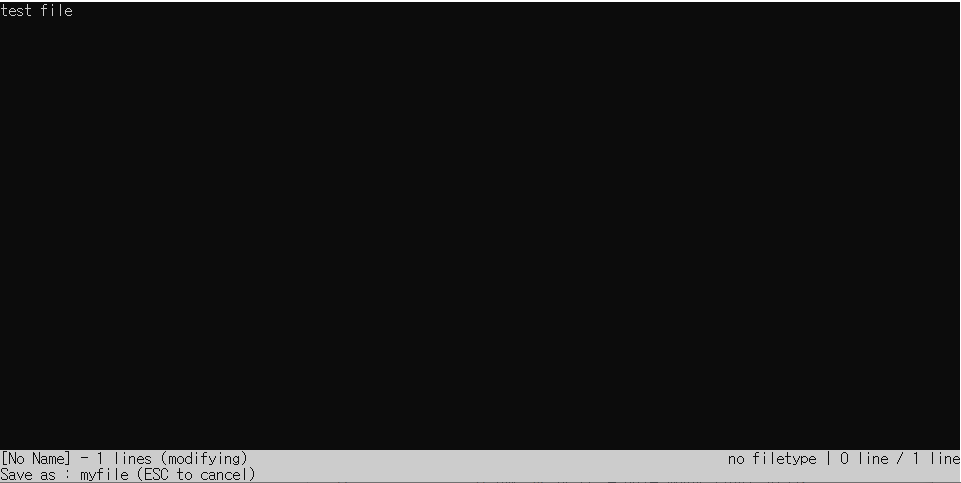 test file
[No Name] - 1 lines (modifying) no filetype | 0 line / 1 line
Save as : myfile (ESC to cancel)